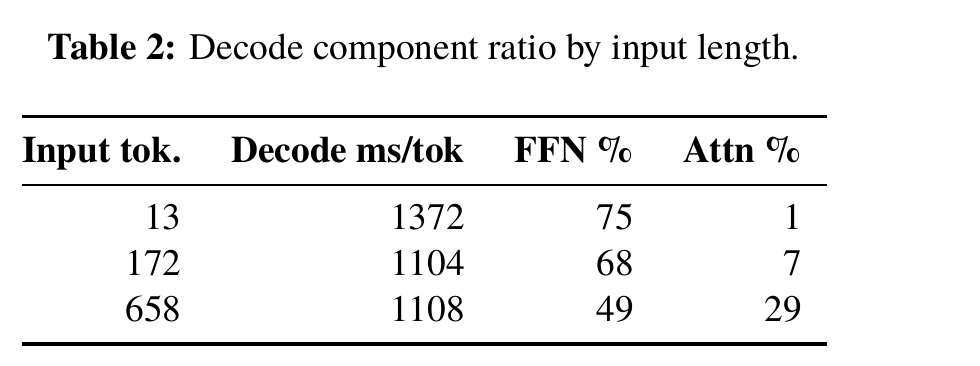 Table 2: Decode component ratio by input length.
Input tok. Decode ms/tok FFN % Attn %
13 1372 75 1
172 1104 68 7
658 1108 49 29